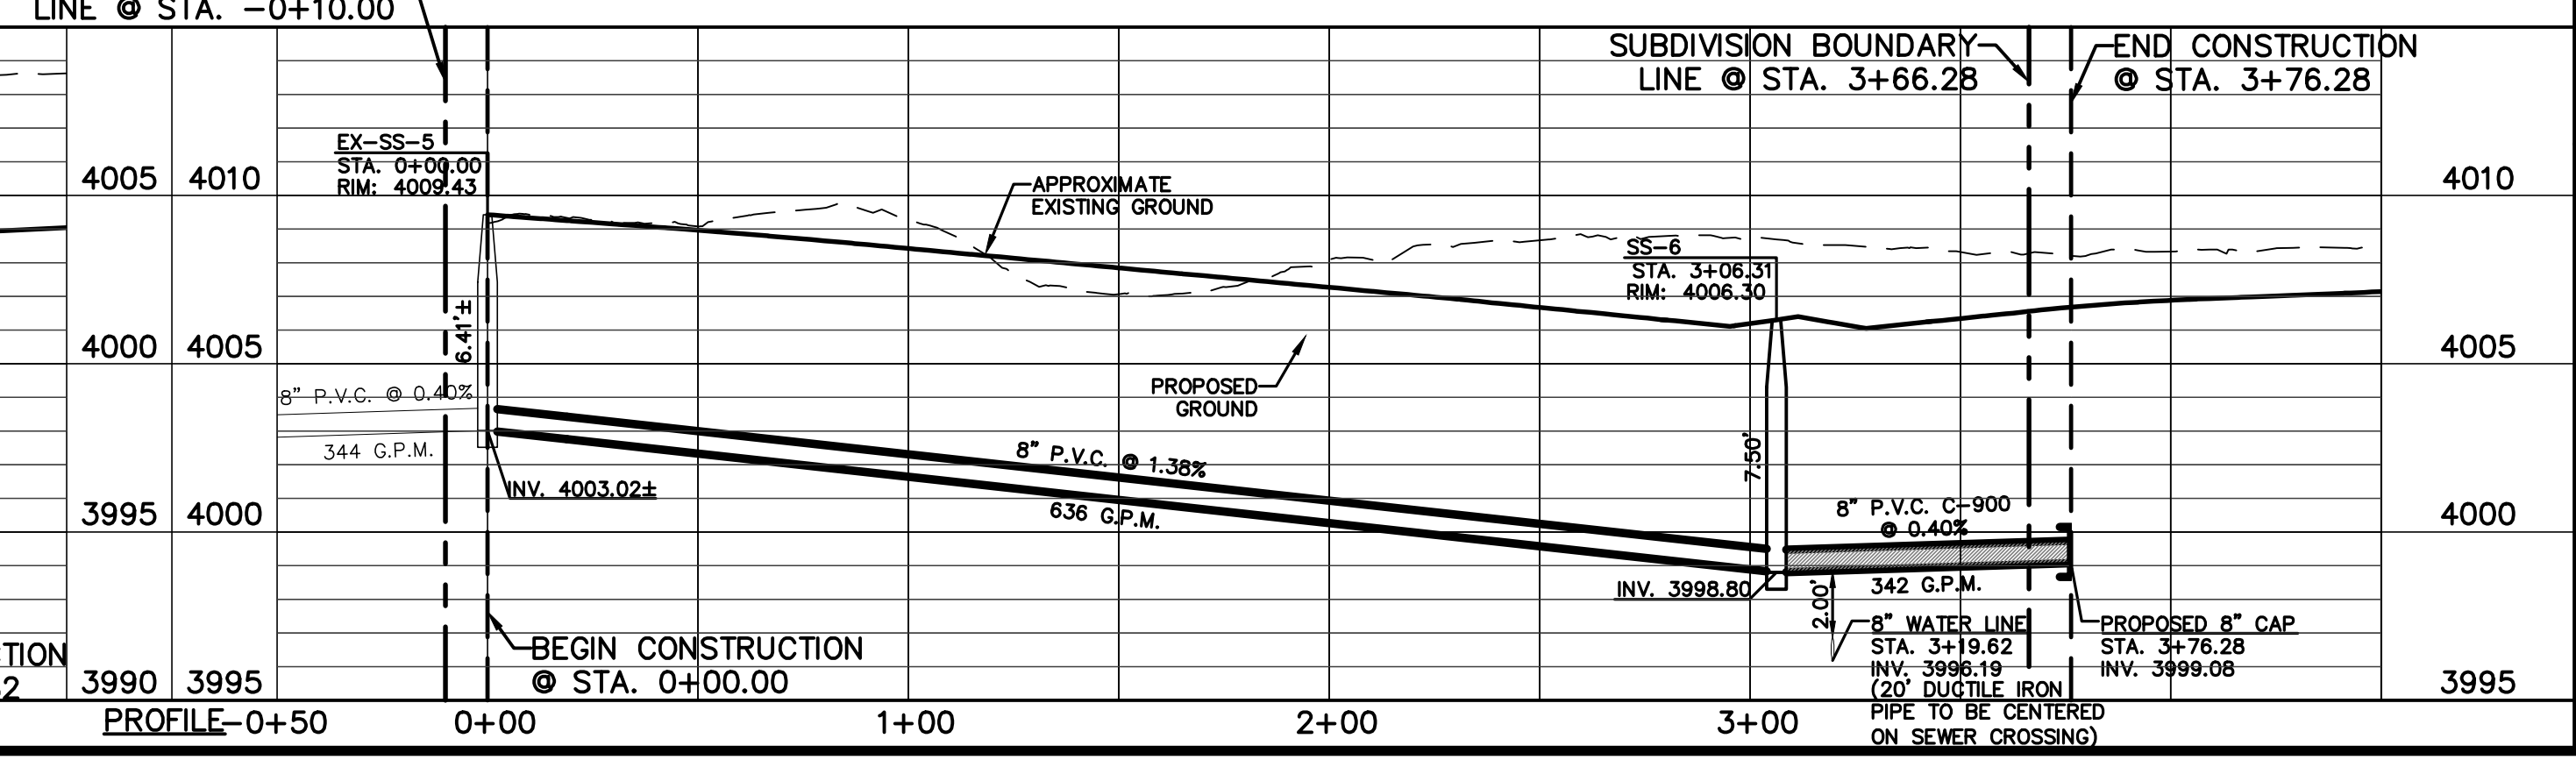 LINE @ STA. -0+10.00
SUBDIVISION BOUNDARY
LINE @ STA. 3+66.28
END CONSTRUCTION
@ STA. 3+76.28
EX-SS-5
STA. 0+00.00
RIM: 4009.43
4005 4010
4010
APPROXIMATE
EXISTING GROUND
SS-6
STA. 3+06.31
RIM: 4006.30
6.41'±
4000 4005
4005
8" P.V.C. @ 0.40%
344 G.P.M.
PROPOSED
GROUND
8" P.V.C. @ 1.38%
636 G.P.M.
7.50'
INV. 4003.02±
3995 4000
4000
8" P.V.C. C-900
@ 0.40%
342 G.P.M.
INV. 3998.80
2.00'
8" WATER LINE
STA. 3+19.62
INV. 3996.19
(20' DUCTILE IRON
PIPE TO BE CENTERED
ON SEWER CROSSING)
PROPOSED 8" CAP
STA. 3+76.28
INV. 3999.08
BEGIN CONSTRUCTION
@ STA. 0+00.00
TION
2
3990 3995
3995
PROFILE -0+50 0+00 1+00 2+00 3+00